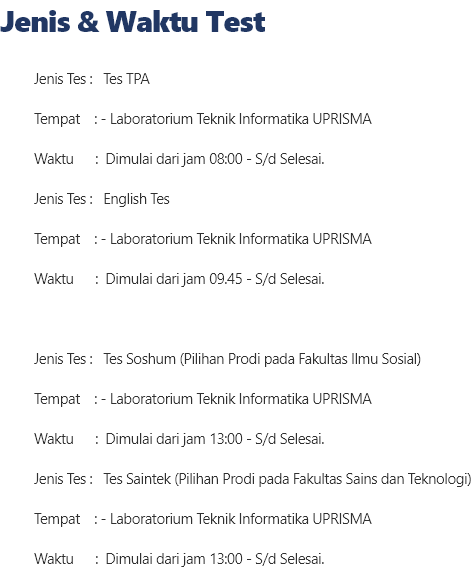 Jenis & Waktu Test
Jenis Tes : Tes TPA
Tempat : - Laboratorium Teknik Informatika UPRISMA
Waktu : Dimulai dari jam 08:00 - S/d Selesai.
Jenis Tes : English Tes
Tempat : - Laboratorium Teknik Informatika UPRISMA
Waktu : Dimulai dari jam 09.45 - S/d Selesai.
Jenis Tes : Tes Soshum (Pilihan Prodi pada Fakultas Ilmu Sosial)
Tempat : - Laboratorium Teknik Informatika UPRISMA
Waktu : Dimulai dari jam 13:00 - S/d Selesai.
Jenis Tes : Tes Saintek (Pilihan Prodi pada Fakultas Sains dan Teknologi)
Tempat : - Laboratorium Teknik Informatika UPRISMA
Waktu : Dimulai dari jam 13:00 - S/d Selesai.